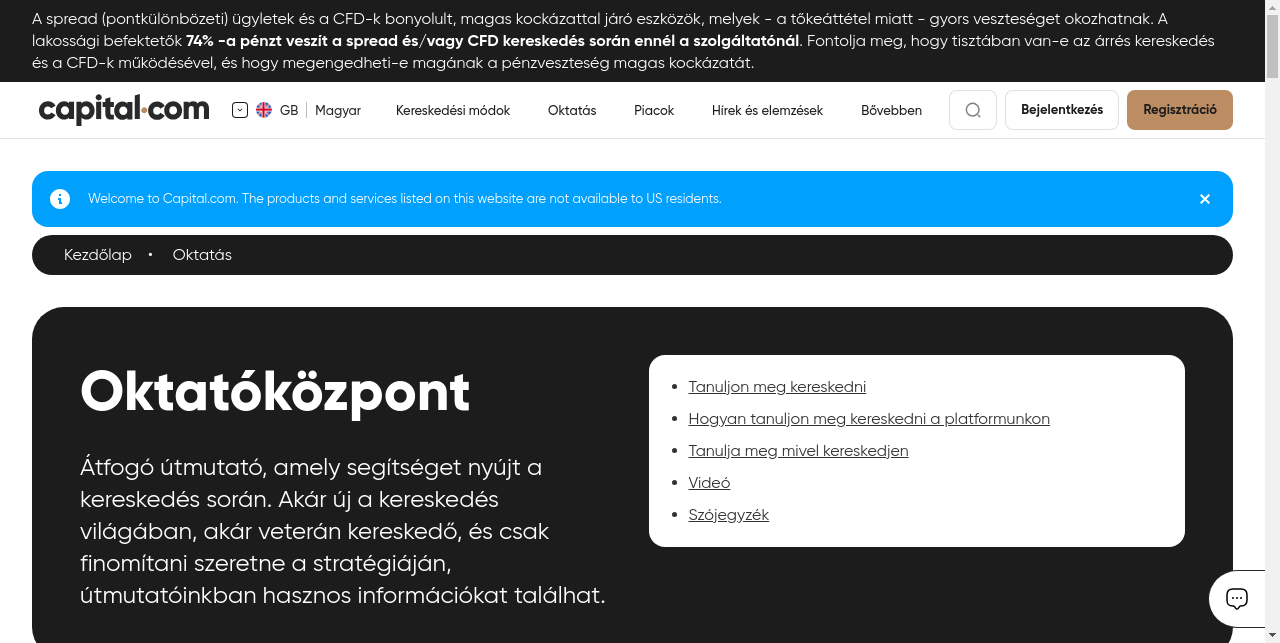 A spread (pontkülönbözeti) ügyletek és a CFD-k bonyolult, magas kockázattal járó eszközök, melyek - a tőkeáttétel miatt - gyors veszteséget okozhatnak. A
lakossági befektetők 74% -a pénzt veszít a spread és/vagy CFD kereskedés során ennél a szolgáltatónál. Fontolja meg, hogy tisztában van-e az árrés kereskedés
és a CFD-k működésével, és hogy megengedheti-e magának a pénzveszteség magas kockázatát.
capital.com GB Magyar Kereskedési módok Oktatás Piacok Hírek és elemzések Bővebben Bejelentkezés Regisztráció
Welcome to Capital.com. The products and services listed on this website are not available to US residents.
Kezdőlap • Oktatás
Oktatóközpont
Átfogó útmutató, amely segítséget nyújt a
kereskedés során. Akár új a kereskedés
világában, akár veterán kereskedő, és csak
finomítani szeretne a stratégiáján,
útmutatóinkban hasznos információkat találhat.
• Tanuljon meg kereskedni
• Hogyan tanuljon meg kereskedni a platformunkon
• Tanulja meg mivel kereskedjen
• Videó
• Szójegyzék